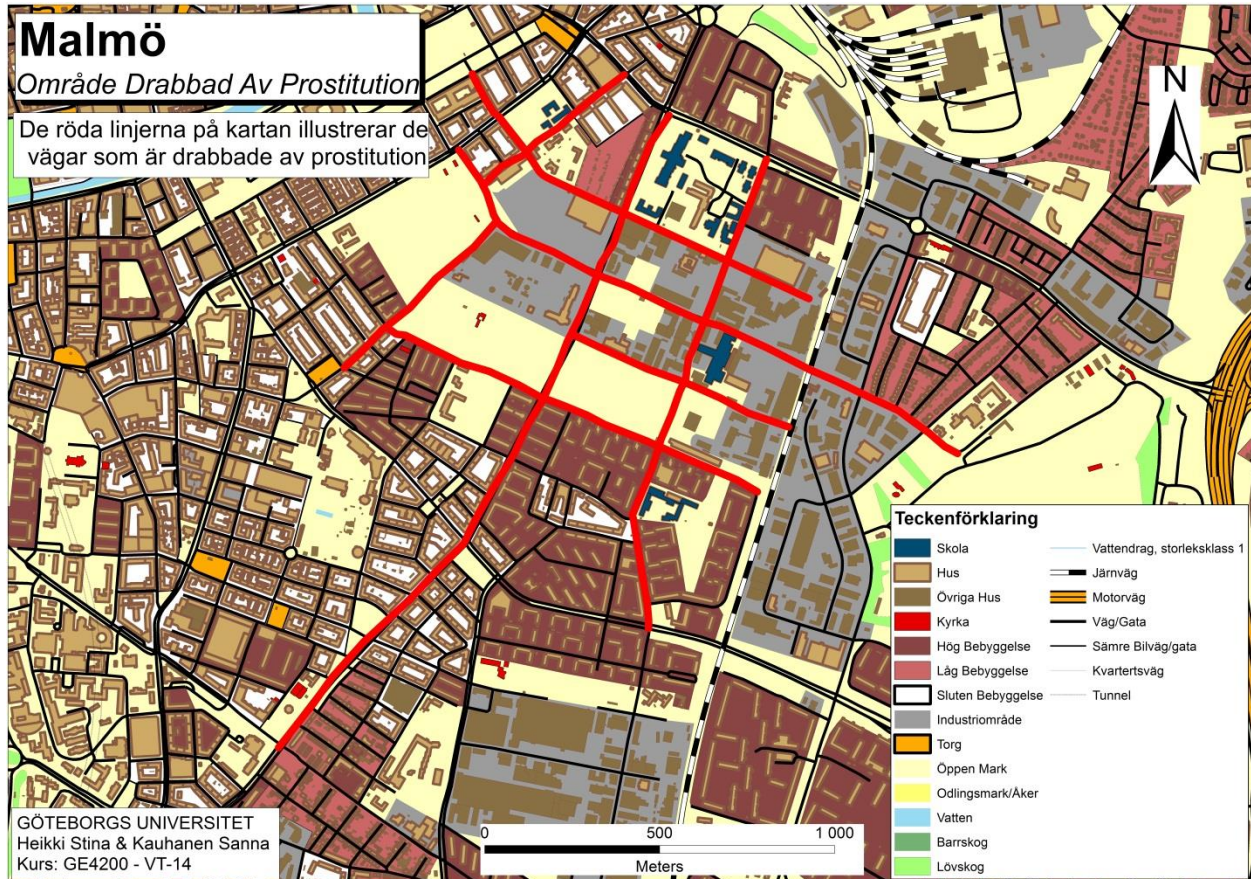 Malmö
Område Drabbad Av Prostitution
De röda linjerna på kartan illustrerar de
vägar som är drabbade av prostitution
N
Teckenförklaring
Skola
Hus
Övriga Hus
Kyrka
Hög Bebyggelse
Låg Bebyggelse
Sluten Bebyggelse
Industriområde
Torg
Öppen Mark
Odlingsmark/Åker
Vatten
Barrskog
Lövskog
Vattendrag, storleksklass 1
Järnväg
Motorväg
Väg/Gata
Sämre Bilväg/gata
Kvartertsväg
Tunnel
GÖTEBORGS UNIVERSITET
Heikki Stina & Kauhanen Sanna
Kurs: GE4200 - VT-14
0 500 1 000
Meters